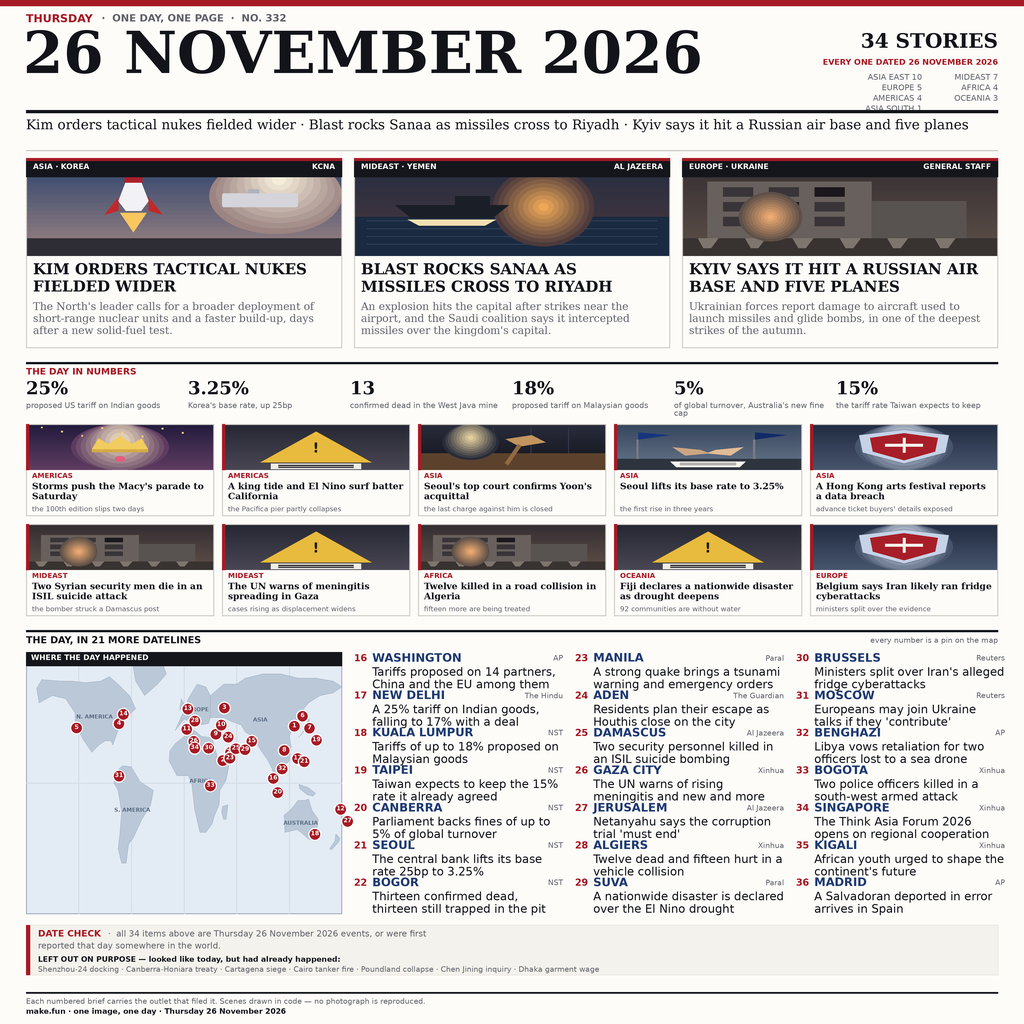 THURSDAY · ONE DAY, ONE PAGE · NO. 332
26 NOVEMBER 2026
34 STORIES
EVERY ONE DATED 26 NOVEMBER 2026
ASIA EAST 10 MIDEAST 7
EUROPE 5 AFRICA 4
AMERICAS 4 OCEANIA 3
ASIA SOUTH 1
Kim orders tactical nukes fielded wider · Blast rocks Sanaa as missiles cross to Riyadh · Kyiv says it hit a Russian air base and five planes
ASIA · KOREA KCNA
KIM ORDERS TACTICAL NUKES
FIELDED WIDER
The North's leader calls for a broader deployment of
short-range nuclear units and a faster build-up, days
after a new solid-fuel test.
MIDEAST · YEMEN AL JAZEERA
BLAST ROCKS SANAA AS
MISSILES CROSS TO RIYADH
An explosion hits the capital after strikes near the
airport, and the Saudi coalition says it intercepted
missiles over the kingdom's capital.
EUROPE · UKRAINE GENERAL STAFF
KYIV SAYS IT HIT A RUSSIAN AIR
BASE AND FIVE PLANES
Ukrainian forces report damage to aircraft used to
launch missiles and glide bombs, in one of the deepest
strikes of the autumn.
THE DAY IN NUMBERS
25%
proposed US tariff on Indian goods
3.25%
Korea's base rate, up 25bp
13
confirmed dead in the West Java mine
18%
proposed tariff on Malaysian goods
5%
of global turnover, Australia's new fine
cap
15%
the tariff rate Taiwan expects to keep
AMERICAS
Storms push the Macy's parade to
Saturday
the 100th edition slips two days
!
AMERICAS
A king tide and El Nino surf batter
California
the Pacifica pier partly collapses
ASIA
Seoul's top court confirms Yoon's
acquittal
the last charge against him is closed
ASIA
Seoul lifts its base rate to 3.25%
the first rise in three years
ASIA
A Hong Kong arts festival reports
a data breach
advance ticket buyers' details exposed
MIDEAST
Two Syrian security men die in an
ISIL suicide attack
the bomber struck a Damascus post
!
MIDEAST
The UN warns of meningitis
spreading in Gaza
cases rising as displacement widens
AFRICA
Twelve killed in a road collision in
Algeria
fifteen more are being treated
!
OCEANIA
Fiji declares a nationwide disaster
as drought deepens
92 communities are without water
EUROPE
Belgium says Iran likely ran fridge
cyberattacks
ministers split over the evidence
THE DAY, IN 21 MORE DATELINES
every number is a pin on the map
WHERE THE DAY HAPPENED
N. AMERICA
ASIA
S. AMERICA
AUSTRALIA
5
14
4
13
3
28
11
10
9
24
34
30
29
15
6
1
7
19
8
21
32
16
20
33
31
12
27
18
16 WASHINGTON AP
Tariffs proposed on 14 partners,
China and the EU among them
17 NEW DELHI The Hindu
A 25% tariff on Indian goods,
falling to 17% with a deal
18 KUALA LUMPUR NST
Tariffs of up to 18% proposed on
Malaysian goods
19 TAIPEI NST
Taiwan expects to keep the 15%
rate it already agreed
20 CANBERRA NST
Parliament backs fines of up to
5% of global turnover
21 SEOUL NST
The central bank lifts its base
rate 25bp to 3.25%
22 BOGOR NST
Thirteen confirmed dead,
thirteen still trapped in the pit
23 MANILA Paral
A strong quake brings a tsunami
warning and emergency orders
24 ADEN The Guardian
Residents plan their escape as
Houthis close on the city
25 DAMASCUS Al Jazeera
Two security personnel killed in
an ISIL suicide bombing
26 GAZA CITY Xinhua
The UN warns of rising
meningitis and new and more
27 JERUSALEM Al Jazeera
Netanyahu says the corruption
trial 'must end'
28 ALGIERS Xinhua
Twelve dead and fifteen hurt in a
vehicle collision
29 SUVA Paral
A nationwide disaster is declared
over the El Nino drought
30 BRUSSELS Reuters
Ministers split over Iran's alleged
fridge cyberattacks
31 MOSCOW Reuters
Europeans may join Ukraine
talks if they 'contribute'
32 BENGHAZI AP
Libya vows retaliation for two
officers lost to a sea drone
33 BOGOTA Xinhua
Two police officers killed in a
south-west armed attack
34 SINGAPORE Xinhua
The Think Asia Forum 2026
opens on regional cooperation
35 KIGALI Xinhua
African youth urged to shape the
continent's future
36 MADRID AP
A Salvadoran deported in error
arrives in Spain
DATE CHECK · all 34 items above are Thursday 26 November 2026 events, or were first
reported that day somewhere in the world.
LEFT OUT ON PURPOSE — looked like today, but had already happened:
Shenzhou-24 docking · Canberra-Honiara treaty · Cartagena siege · Cairo tanker fire · Poundland collapse · Chen Jining inquiry · Dhaka garment wage
Each numbered brief carries the outlet that filed it. Scenes drawn in code — no photograph is reproduced.
make.fun · one image, one day · Thursday 26 November 2026